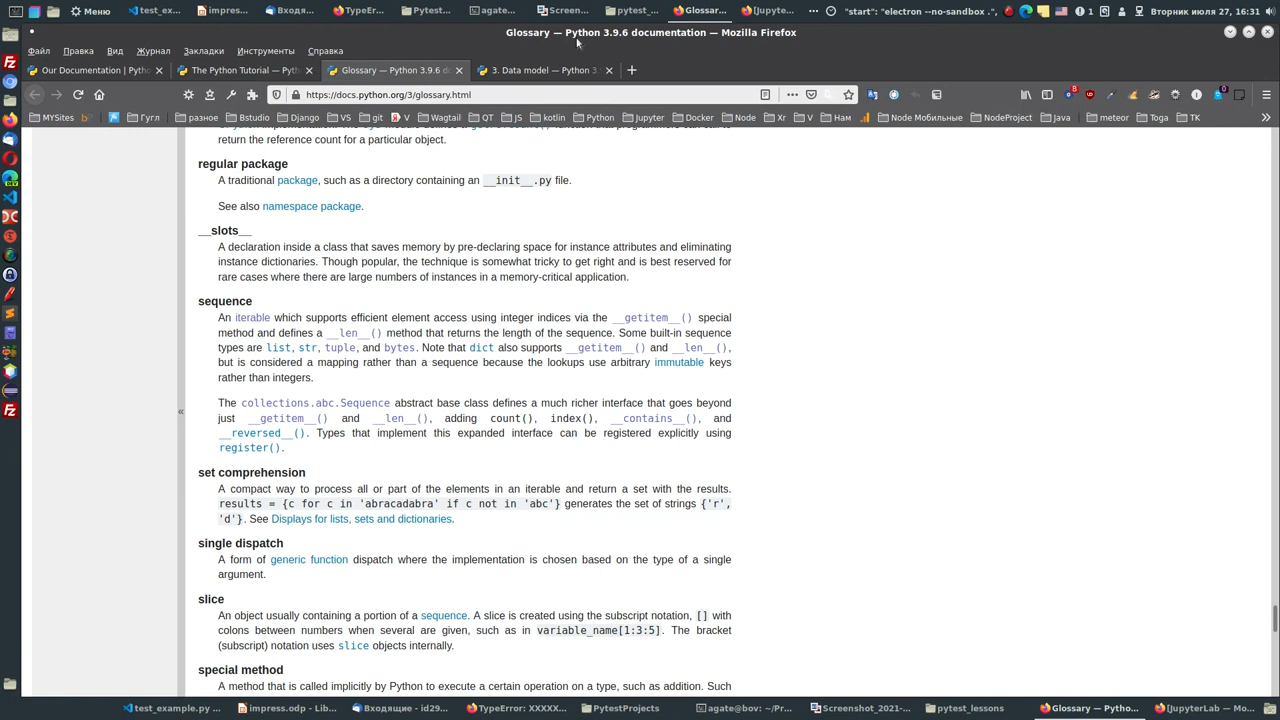 Меню
test_ex...
impres...
Входя...
TypeEr...
Pytest...
agate...
Screen...
pytest_...
Glossar...
[Jupyte...
"start": "electron --no-sandbox .",
1
Вторник июля 27, 16:31
Glossary — Python 3.9.6 documentation — Mozilla Firefox
Файл Правка Вид Журнал Закладки Инструменты Справка
Our Documentation | Pyth
The Python Tutorial — Pyt
Glossary — Python 3.9.6 d
3. Data model — Python 3.
https://docs.python.org/3/glossary.html
MYSites
Гугл
разное
Bstudio
Django
VS
git
V
Wagtail
QT
JS
kotlin
Python
Jupyter
Docker
Node
Xr
V
Нам
Node Мобильные
NodeProject
Java
meteor
Toga
TK
return the reference count for a particular object.
regular package
A traditional package, such as a directory containing an __init__.py file.
See also namespace package.
__slots__
A declaration inside a class that saves memory by pre-declaring space for instance attributes and eliminating
instance dictionaries. Though popular, the technique is somewhat tricky to get right and is best reserved for
rare cases where there are large numbers of instances in a memory-critical application.
sequence
An iterable which supports efficient element access using integer indices via the __getitem__() special
method and defines a __len__() method that returns the length of the sequence. Some built-in sequence
types are list, str, tuple, and bytes. Note that dict also supports __getitem__() and __len__(),
but is considered a mapping rather than a sequence because the lookups use arbitrary immutable keys
rather than integers.
The collections.abc.Sequence abstract base class defines a much richer interface that goes beyond
just __getitem__() and __len__(), adding count(), index(), __contains__(), and
__reversed__(). Types that implement this expanded interface can be registered explicitly using
register().
«
set comprehension
A compact way to process all or part of the elements in an iterable and return a set with the results.
results = {c for c in 'abracadabra' if c not in 'abc'} generates the set of strings {'r',
'd'}. See Displays for lists, sets and dictionaries.
single dispatch
A form of generic function dispatch where the implementation is chosen based on the type of a single
argument.
slice
An object usually containing a portion of a sequence. A slice is created using the subscript notation, [] with
colons between numbers when several are given, such as in variable_name[1:3:5]. The bracket
(subscript) notation uses slice objects internally.
special method
A method that is called implicitly by Python to execute a certain operation on a type, such as addition. Such
test_example.py ...
impress.odp - Lib...
Входящие - id29...
TypeError: XXXXX...
PytestProjects
agate@bov: ~/Pr...
Screenshot_2021-...
pytest_lessons
Glossary — Pytho...
[JupyterLab — Mo...